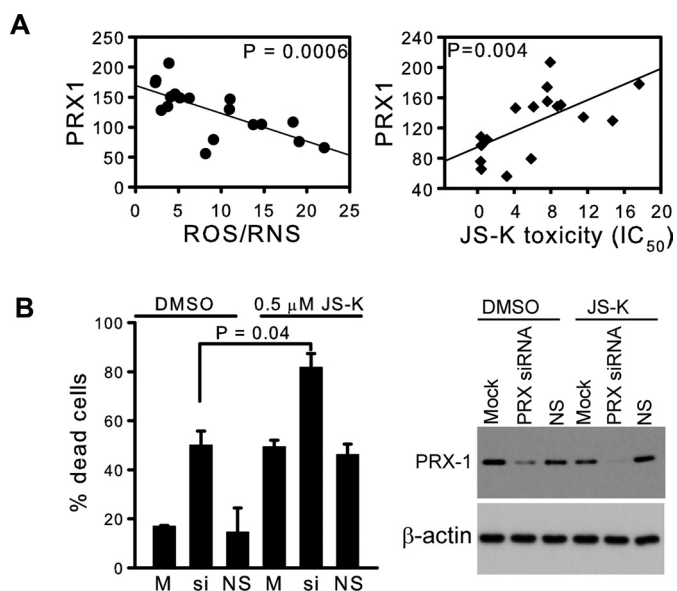 A
PRX1
250
200
150
100
50
0
P = 0.0006
0 5 10 15 20 25
ROS/RNS
PRX1
240
200
160
120
80
40
P=0.004
0 4 8 12 16 20
JS-K toxicity (IC50)
B
DMSO 0.5 μM JS-K
P = 0.04
% dead cells
100
80
60
40
20
0
M si NS M si NS
DMSO JS-K
Mock
PRX siRNA
NS
Mock
PRX siRNA
NS
PRX-1
β-actin